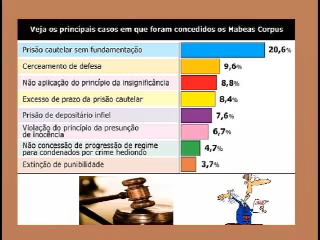 Veja os principais casos em que foram concedidos os Habeas Corpus
Prisão cautelar sem fundamentação 20,6%
Cerceamento de defesa 9,6%
Não aplicação do princípio da insignificância 8,8%
Excesso de prazo da prisão cautelar 8,4%
Prisão de depositário infiel 7,6%
Violação do princípio da presunção
de inocência 6,7%
Não concessão de progressão de regime
para condenados por crime hediondo 4,7%
Extinção de punibilidade 3,7%